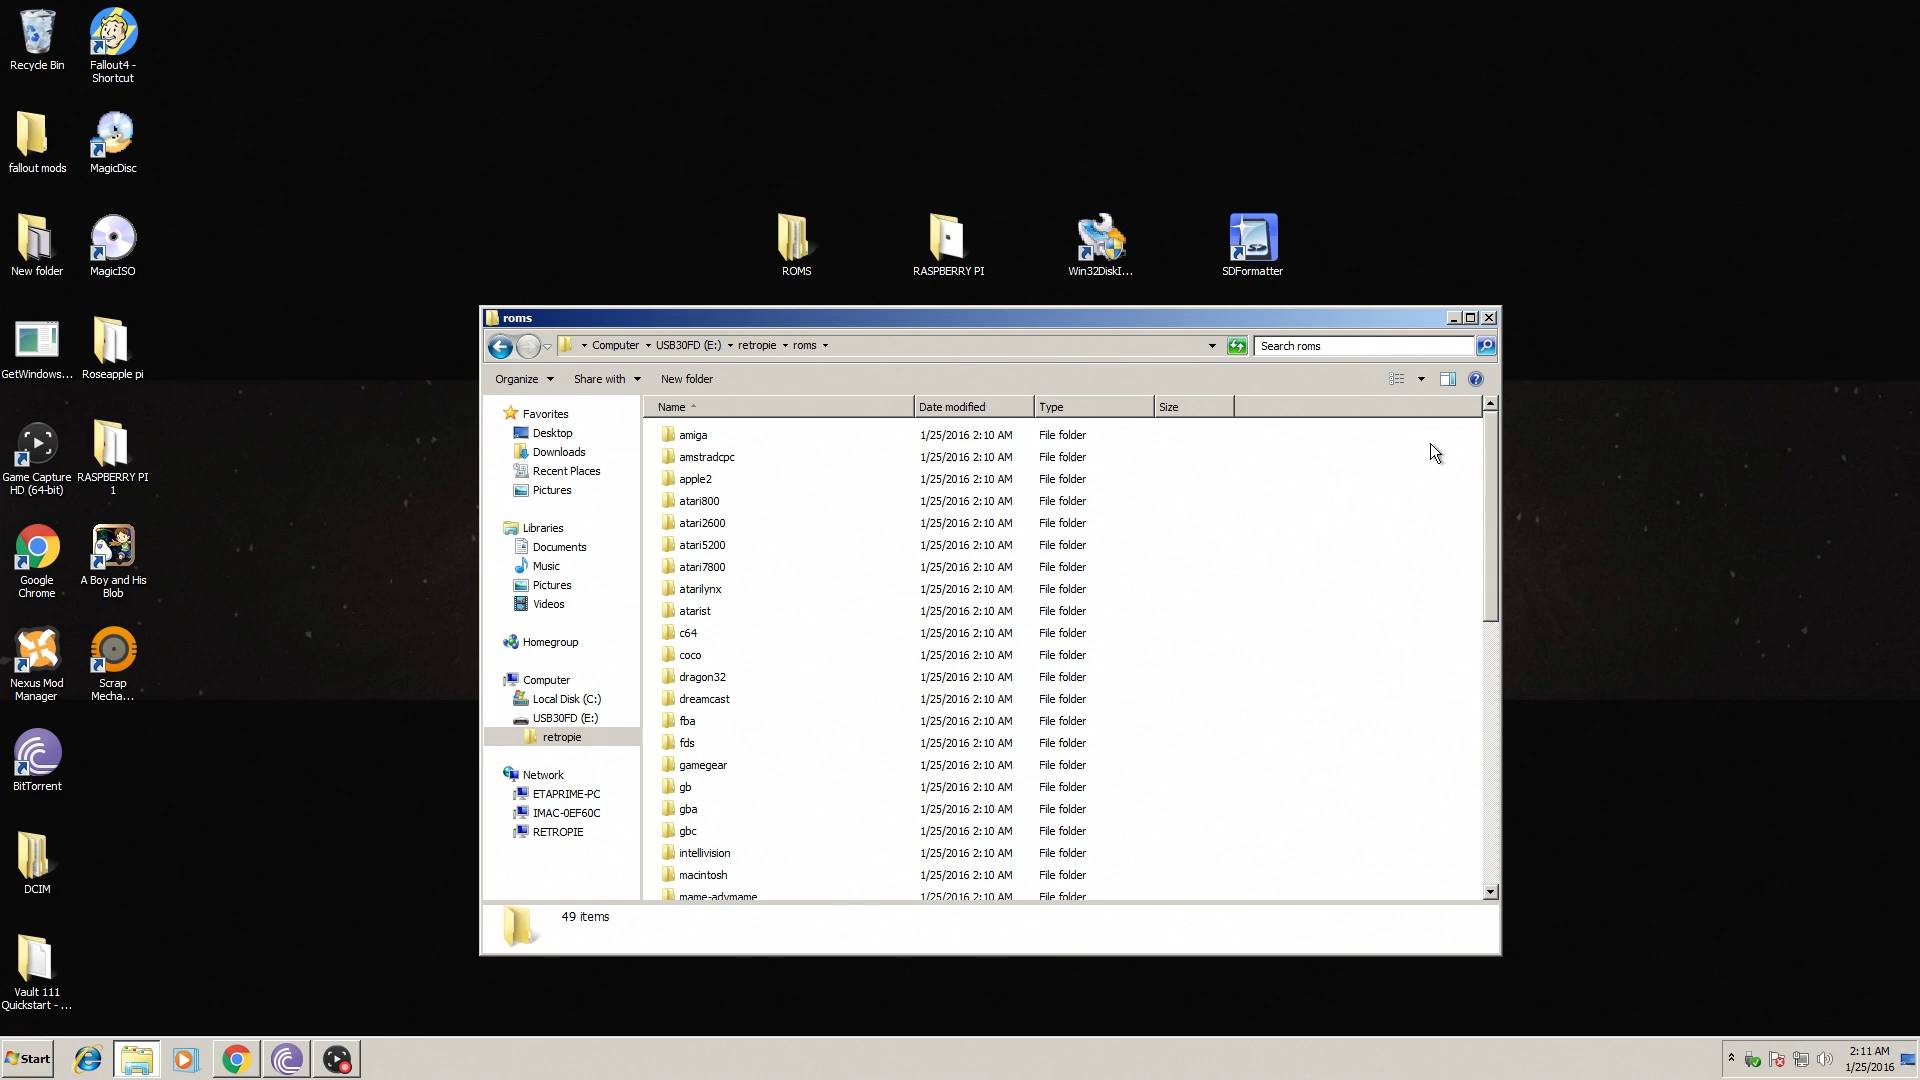 Recycle Bin
Fallout4 -
Shortcut
fallout mods
MagicDisc
New folder
MagicISO
GetWindows...
Roseapple pi
Game Capture
HD (64-bit)
RASPBERRY PI
1
Google
Chrome
A Boy and His
Blob
Nexus Mod
Manager
Scrap
Mecha...
BitTorrent
DCIM
Vault 111
Quickstart - ...
ROMS
RASPBERRY PI
Win32DiskI...
SDFormatter
roms
Computer USB30FD (E:) retropie roms
Search roms
Organize Share with New folder
Favorites
Desktop
Downloads
Recent Places
Pictures
Libraries
Documents
Music
Pictures
Videos
Homegroup
Computer
Local Disk (C:)
USB30FD (E:)
retropie
Network
ETAPRIME-PC
IMAC-0EF60C
RETROPIE
Name Date modified Type Size
amiga 1/25/2016 2:10 AM File folder
amstradcpc 1/25/2016 2:10 AM File folder
apple2 1/25/2016 2:10 AM File folder
atari800 1/25/2016 2:10 AM File folder
atari2600 1/25/2016 2:10 AM File folder
atari5200 1/25/2016 2:10 AM File folder
atari7800 1/25/2016 2:10 AM File folder
atarilynx 1/25/2016 2:10 AM File folder
atarist 1/25/2016 2:10 AM File folder
c64 1/25/2016 2:10 AM File folder
coco 1/25/2016 2:10 AM File folder
dragon32 1/25/2016 2:10 AM File folder
dreamcast 1/25/2016 2:10 AM File folder
fba 1/25/2016 2:10 AM File folder
fds 1/25/2016 2:10 AM File folder
gamegear 1/25/2016 2:10 AM File folder
gb 1/25/2016 2:10 AM File folder
gba 1/25/2016 2:10 AM File folder
gbc 1/25/2016 2:10 AM File folder
intellivision 1/25/2016 2:10 AM File folder
macintosh 1/25/2016 2:10 AM File folder
mame-advmame 1/25/2016 2:10 AM File folder
49 items
Start
2:11 AM
1/25/2016